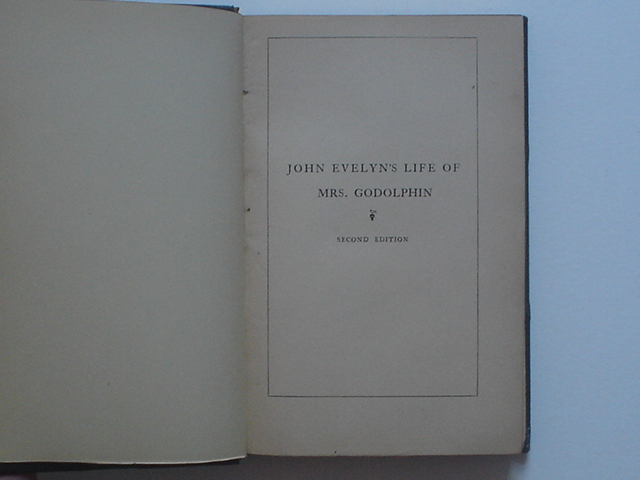 JOHN EVELYN'S LIFE OF
MRS. GODOLPHIN
SECOND EDITION